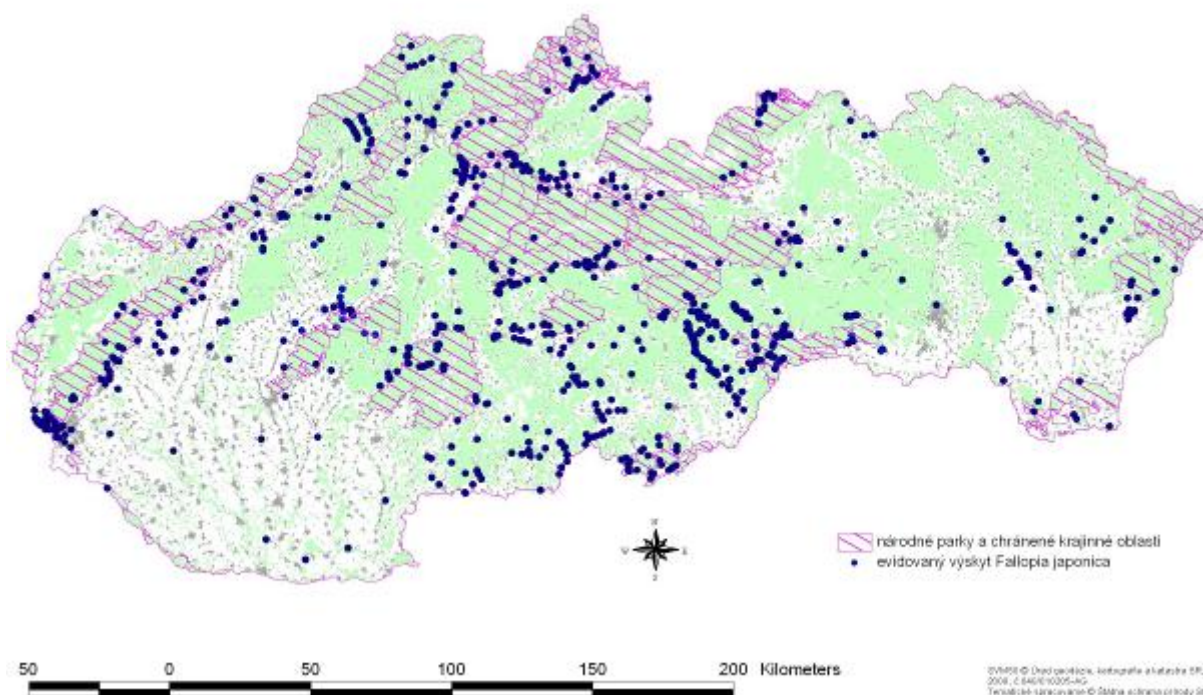 N
W E
S
národné parky a chránené krajinné oblasti
evidovaný výskyt Fallopia japonica
50 0 50 100 150 200 Kilometers